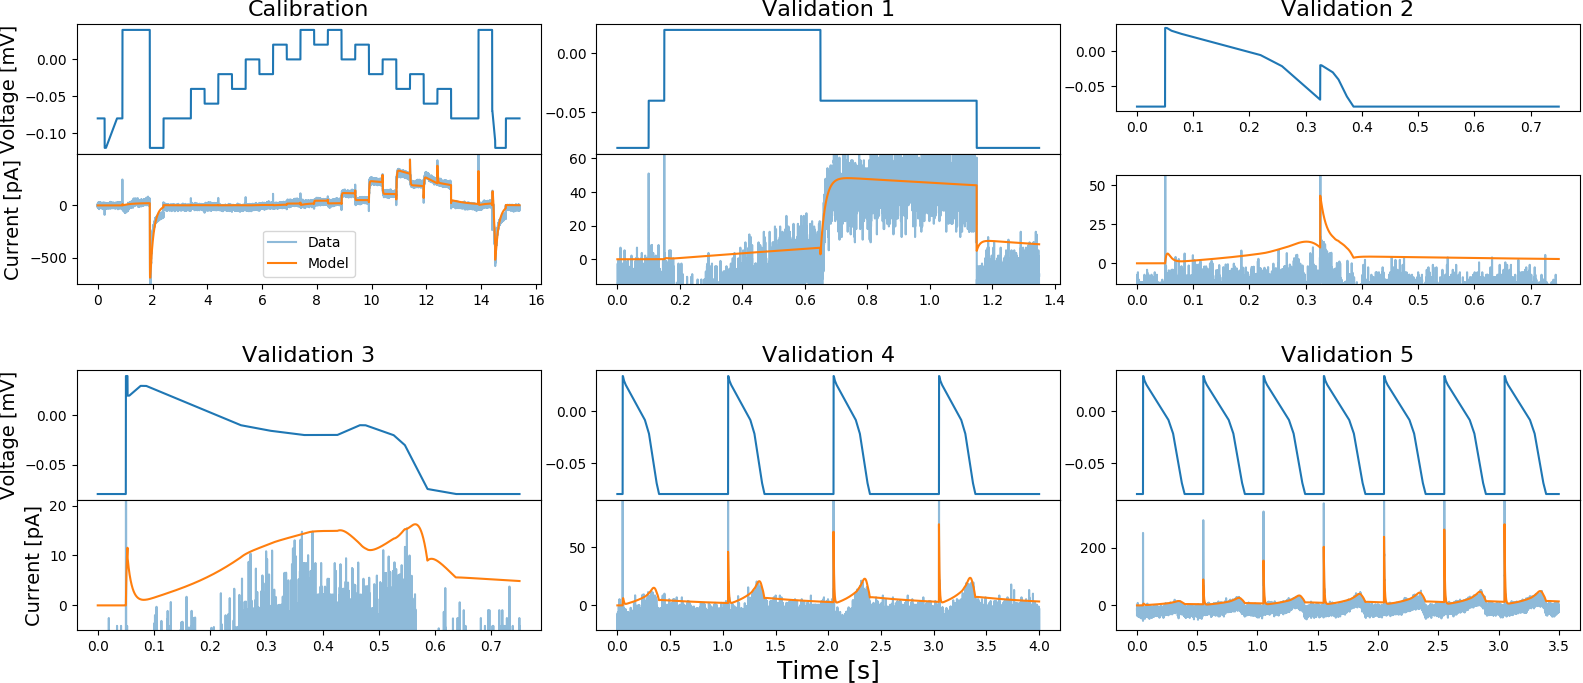 Calibration
Validation 1
Validation 2
Voltage [mV]
0.00
−0.05
−0.10
0.00
−0.05
0.00
−0.05
0.0 0.1 0.2 0.3 0.4 0.5 0.6 0.7
Current [pA]
0
−500
Data
Model
0 2 4 6 8 10 12 14 16
60
40
20
0
0.0 0.2 0.4 0.6 0.8 1.0 1.2 1.4
50
25
0
0.0 0.1 0.2 0.3 0.4 0.5 0.6 0.7
Validation 3
Validation 4
Validation 5
Voltage [mV]
0.00
−0.05
0.00
−0.05
0.00
−0.05
Current [pA]
20
10
0
0.0 0.1 0.2 0.3 0.4 0.5 0.6 0.7
50
0
0.0 0.5 1.0 1.5 2.0 2.5 3.0 3.5 4.0
200
0
0.0 0.5 1.0 1.5 2.0 2.5 3.0 3.5
Time [s]